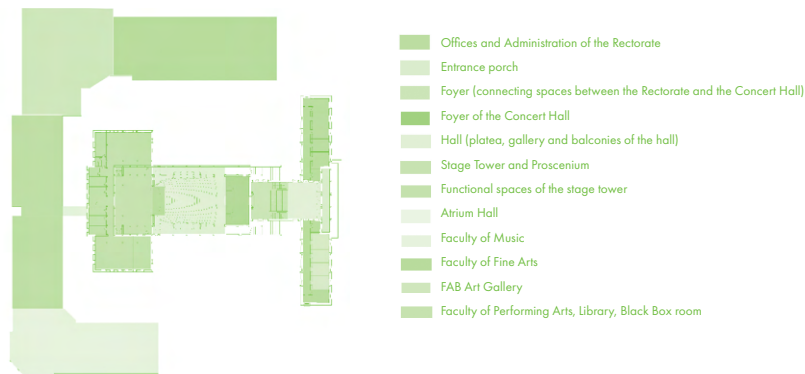 Offices and Administration of the Rectorate
Entrance porch
Foyer (connecting spaces between the Rectorate and the Concert Hall)
Foyer of the Concert Hall
Hall (platea, gallery and balconies of the hall)
Stage Tower and Proscenium
Functional spaces of the stage tower
Atrium Hall
Faculty of Music
Faculty of Fine Arts
FAB Art Gallery
Faculty of Performing Arts, Library, Black Box room